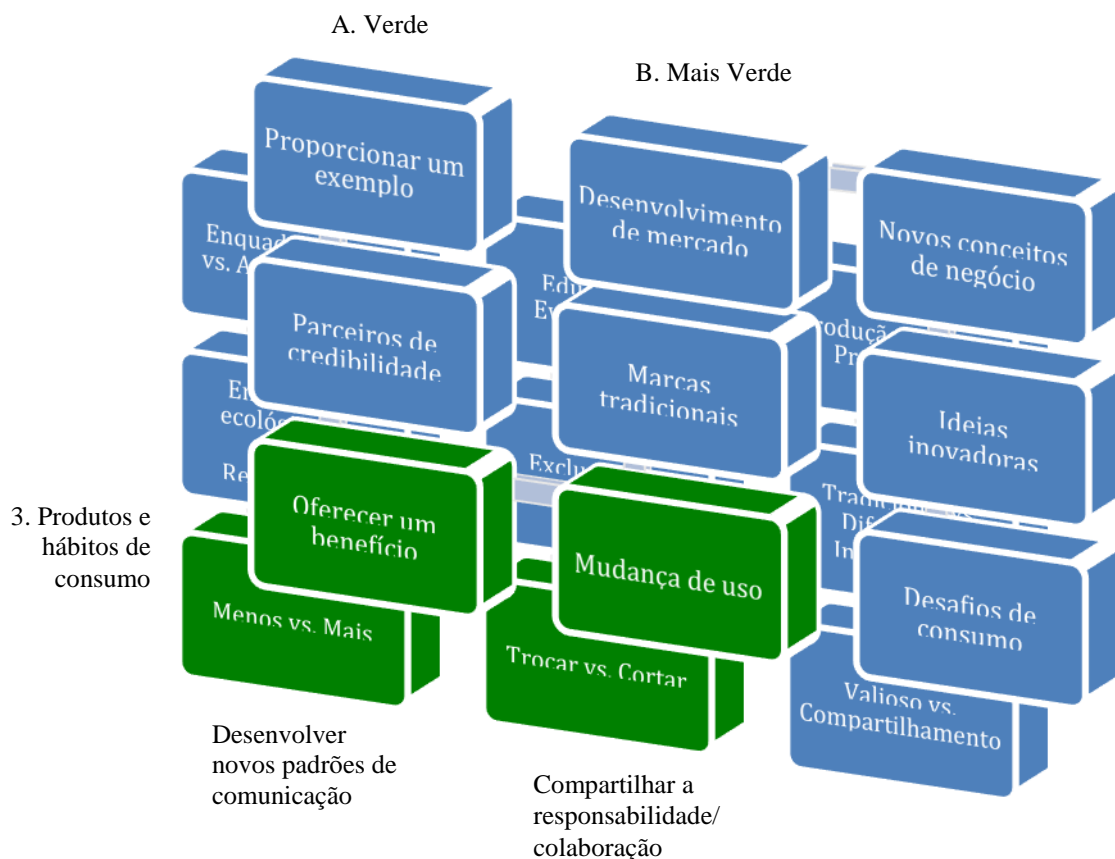 A. Verde
B. Mais Verde
Proporcionar um
exemplo
Desenvolvimento
de mercado
Novos conceitos
de negócio
vs.
Parceiros de
credibilidade
Marcas
tradicionais
Ideias
inovadoras
3. Produtos e
hábitos de
consumo
Oferecer um
benefício
Mudança de uso
Desafios de
consumo
Menos vs. Mais
Trocar vs. Cortar
Valioso vs.
Compartilhamento
Desenvolver
novos padrões de
comunicação
Compartilhar a
responsabilidade/
colaboração